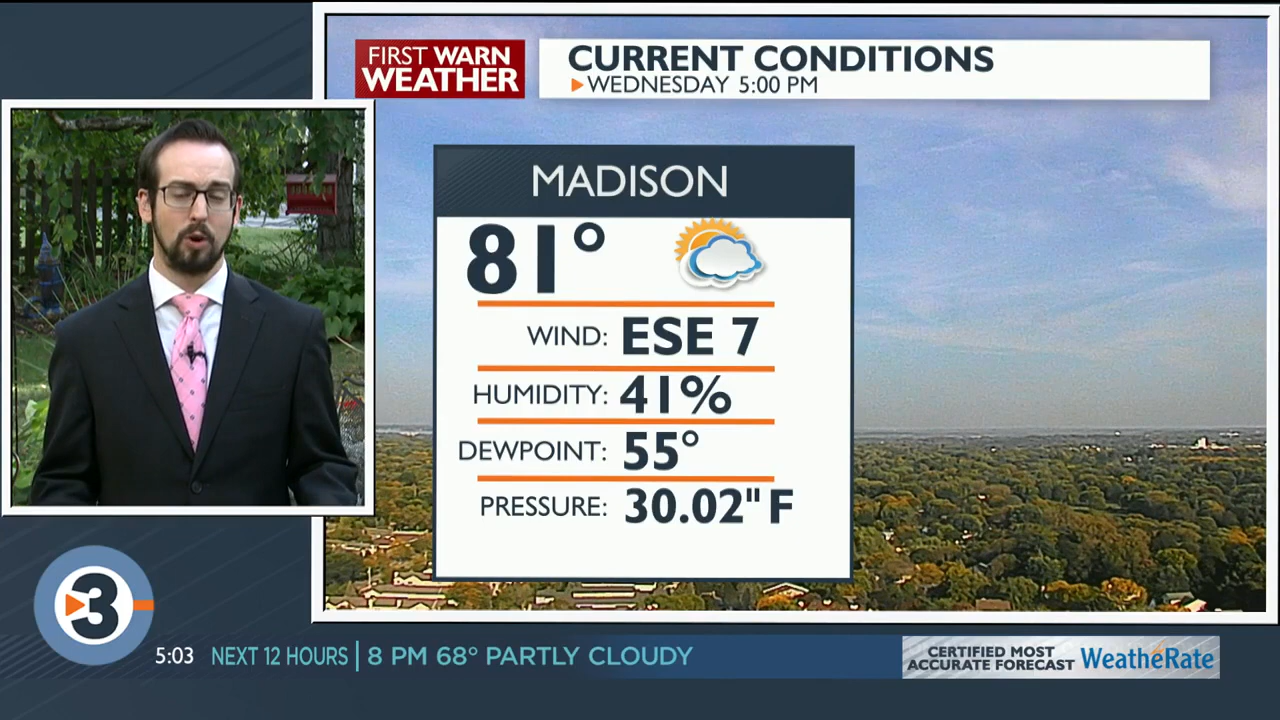 FIRST WARN
WEATHER
CURRENT CONDITIONS
WEDNESDAY 5:00 PM
MADISON
81°
WIND: ESE 7
HUMIDITY: 41%
DEWPOINT: 55°
PRESSURE: 30.02" F
3
5:03 NEXT 12 HOURS | 8 PM 68° PARTLY CLOUDY
CERTIFIED MOST
ACCURATE FORECAST
WeatheRate